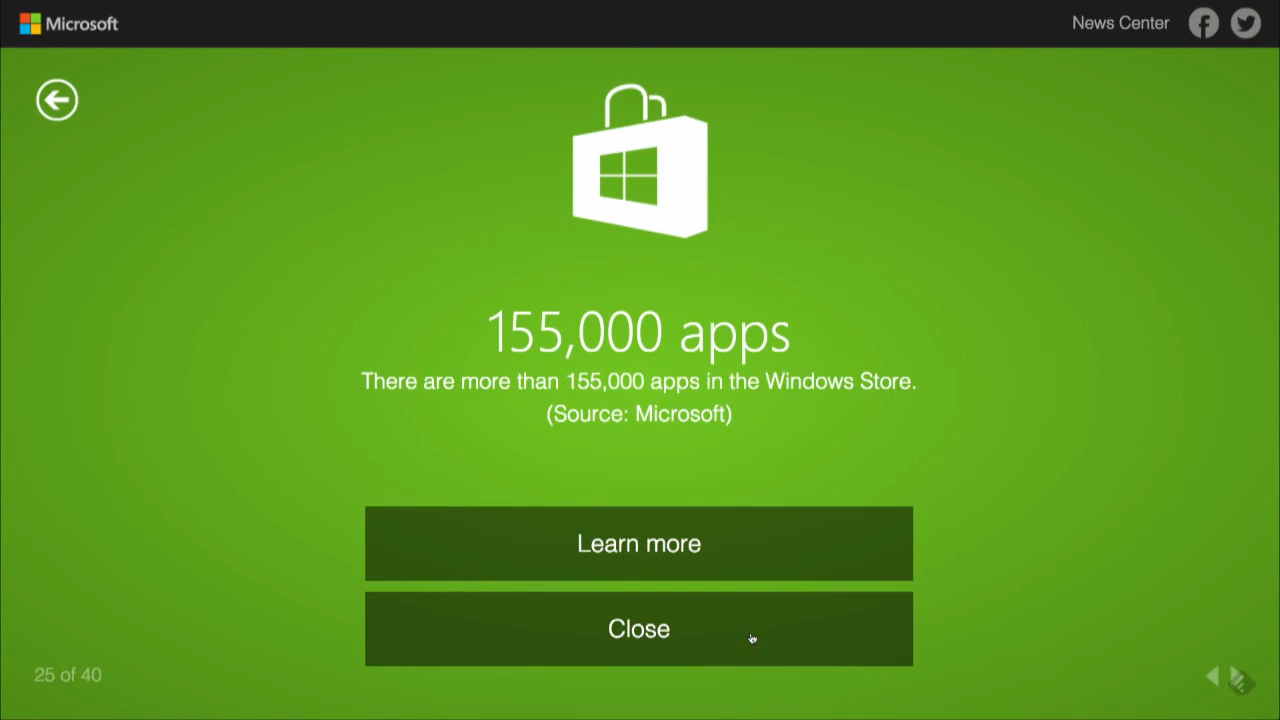 Microsoft
News Center
155,000 apps
There are more than 155,000 apps in the Windows Store.
(Source: Microsoft)
Learn more
Close
25 of 40